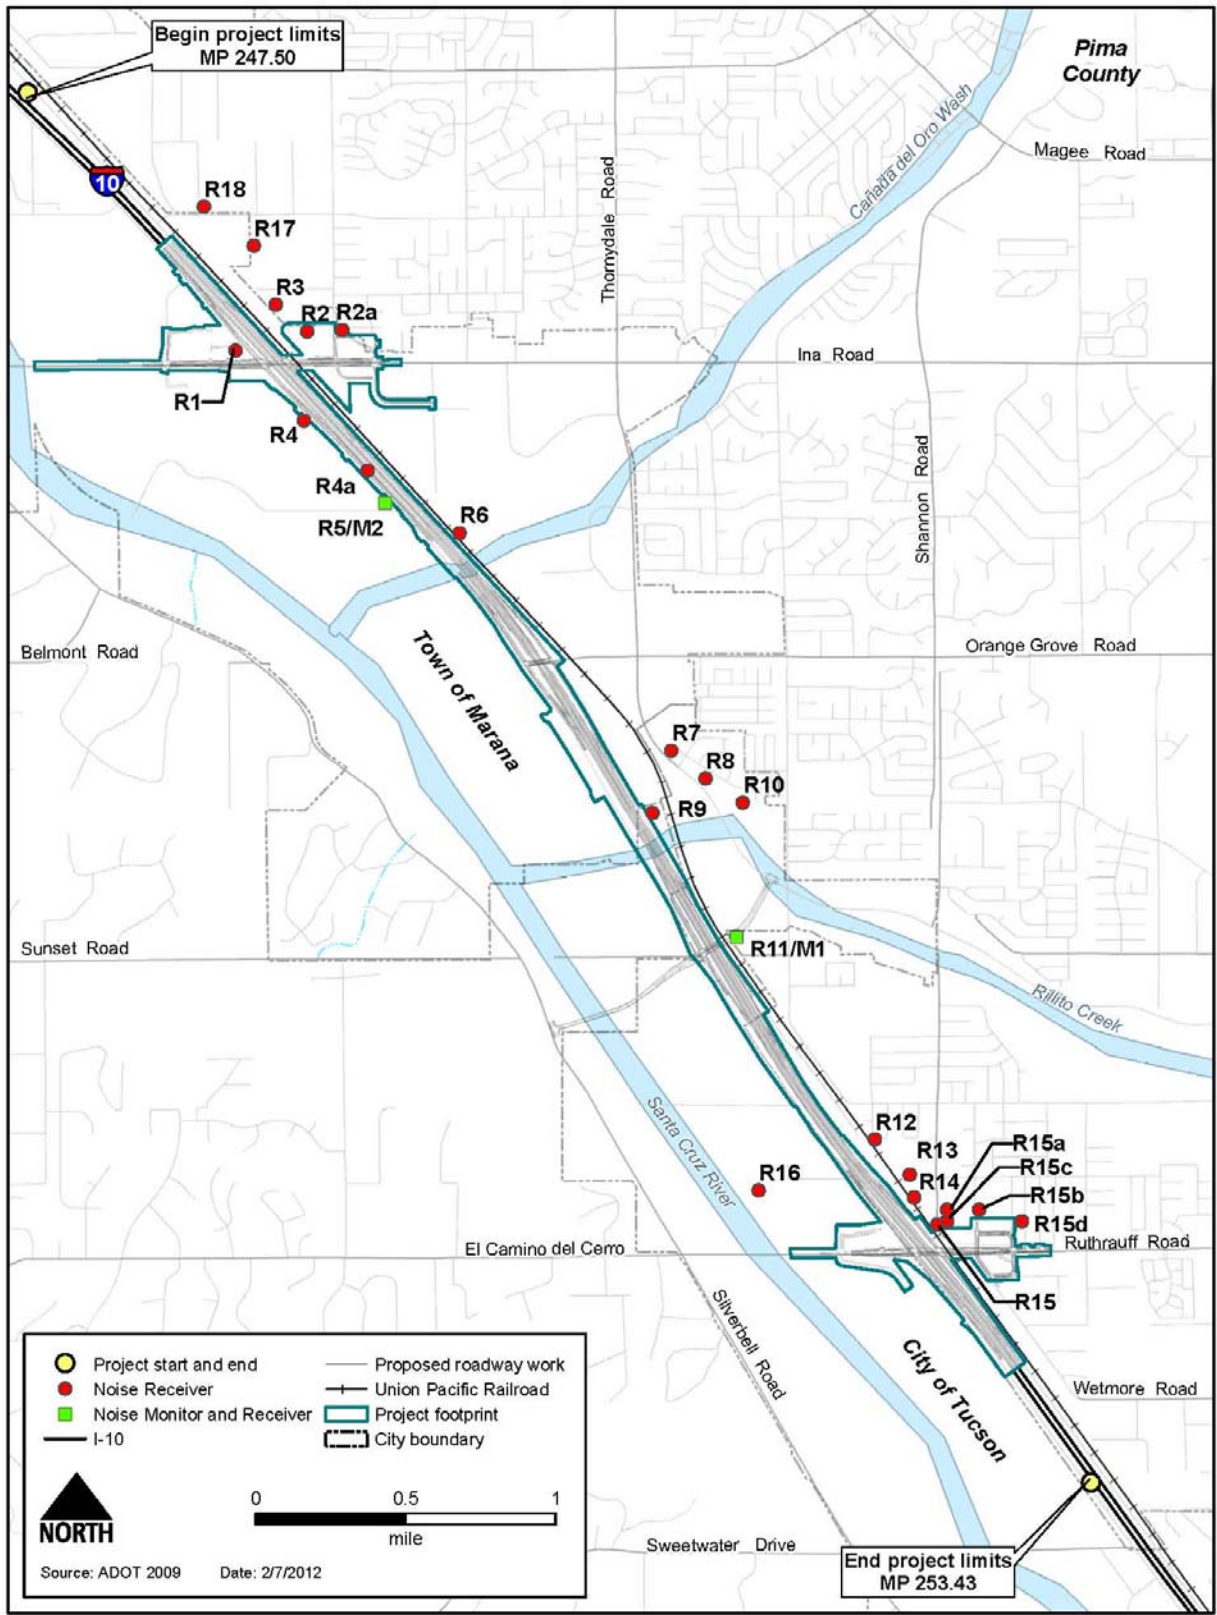 Begin project limits
MP 247.50
Pima
County
Cañada del Oro Wash
Magee Road
Thornydale Road
10
R18
R17
R3
R2
R2a
Ina Road
R1
R4
Shannon Road
R4a
R5/M2
R6
Town of Marana
Belmont Road
Orange Grove Road
R7
R8
R10
R9
Sunset Road
R11/M1
Rillito Creek
Santa Cruz River
R12
R13
R15a
R15c
R14
R16
R15b
R15d
El Camino del Cerro
Ruthrauff Road
R15
Silverbell Road
City of Tucson
Wetmore Road
Project start and end
Noise Receiver
Noise Monitor and Receiver
I-10
Proposed roadway work
Union Pacific Railroad
Project footprint
City boundary
NORTH
0 0.5 1
mile
Source: ADOT 2009 Date: 2/7/2012
Sweetwater Drive
End project limits
MP 253.43